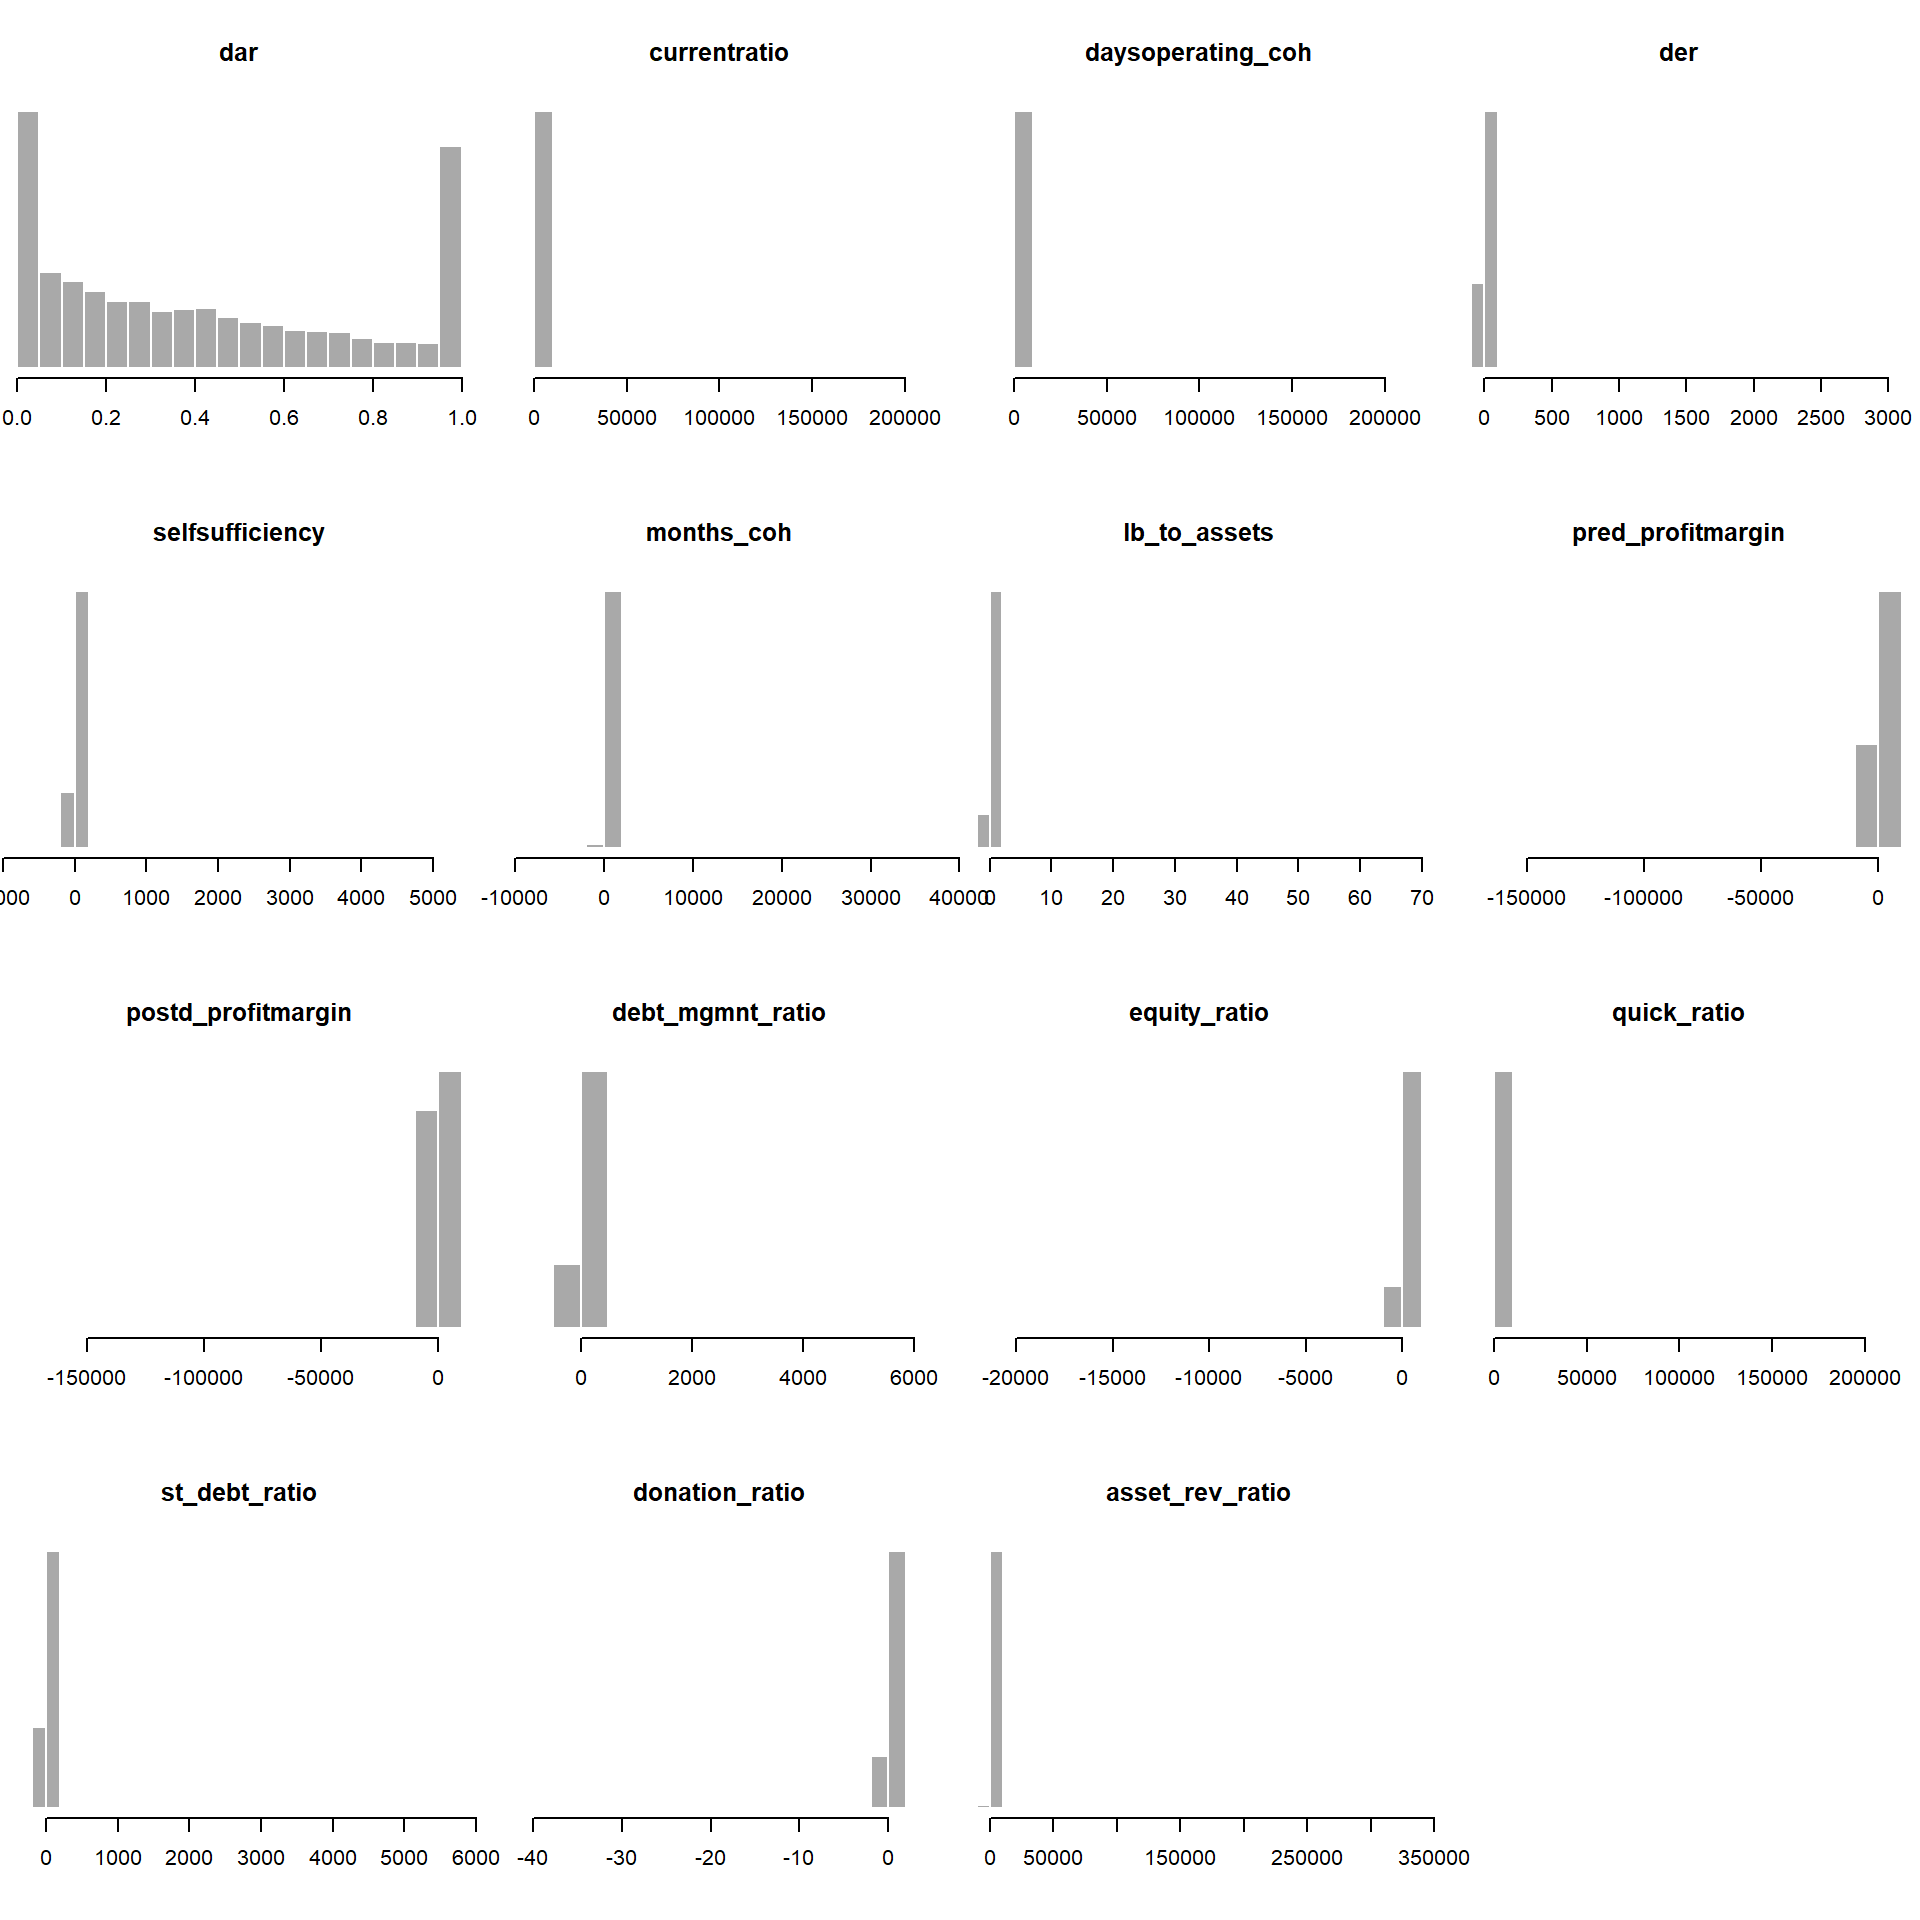 dar currentratio daysoperating_coh der
0.0 0.2 0.4 0.6 0.8 1.0 0 50000 100000 150000 200000 0 50000 100000 150000 200000 0 500 1000 1500 2000 2500 3000
selfsufficiency months_coh lb_to_assets pred_profitmargin
000 0 1000 2000 3000 4000 5000 -10000 0 10000 20000 30000 40000 0 10 20 30 40 50 60 70 -150000 -100000 -50000 0
postd_profitmargin debt_mgmnt_ratio equity_ratio quick_ratio
-150000 -100000 -50000 0 0 2000 4000 6000 -20000 -15000 -10000 -5000 0 0 50000 100000 150000 200000
st_debt_ratio donation_ratio asset_rev_ratio
0 1000 2000 3000 4000 5000 6000 -40 -30 -20 -10 0 0 50000 150000 250000 350000